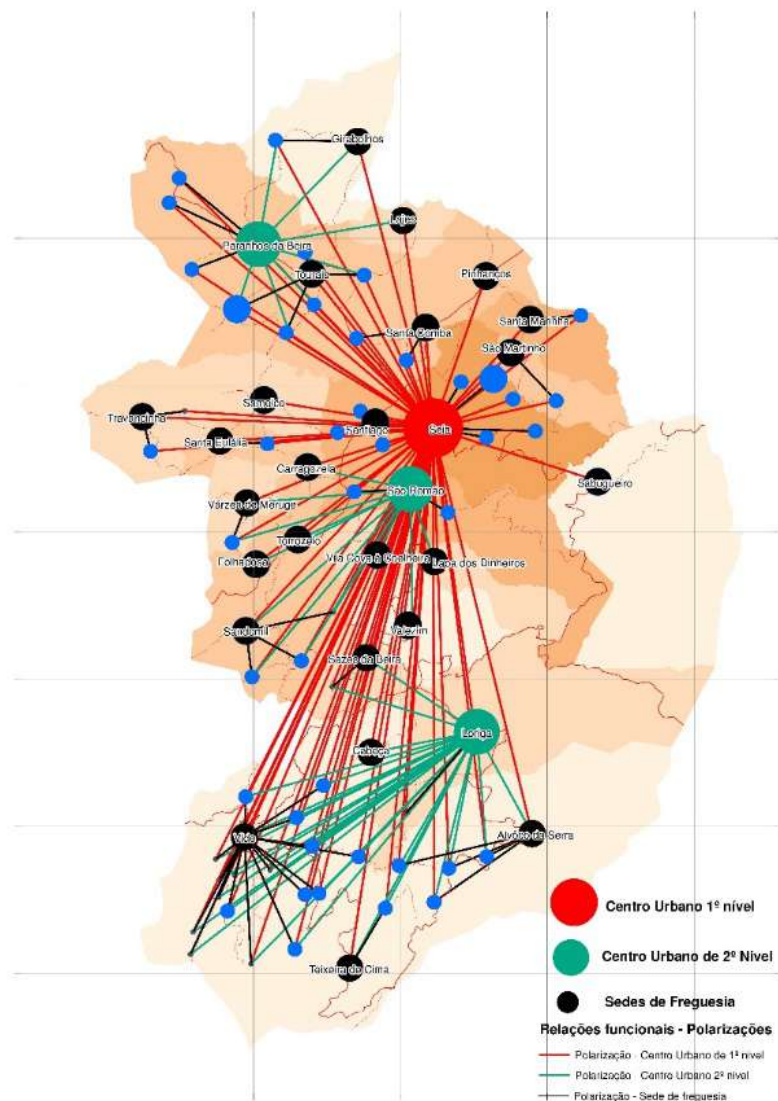 Girabolhos
Lajes
Paranhos da Beira
Tourais
Pinhanços
Santa Marinha
Santa Comba
São Martinho
Sameice
Travancinha
Santiago
Seia
Santa Eulália
Carragozela
Sabugueiro
São Romão
Várzea de Meruge
Torrozelo
Vila Cova à Coelheira
Lapa dos Dinheiros
Folhadosa
Sandomil
Valezim
Sazes da Beira
Loriga
Cabeça
Vide
Alvoco da Serra
Teixeira de Cima
Centro Urbano 1º nível
Centro Urbano de 2º Nivel
Sedes de Freguesia
Relações funcionais - Polarizações
Polarização - Centro Urbano de 1º nivel
Polarização - Centro Urbano 2º nivel
Polarização - Sede de freguesia